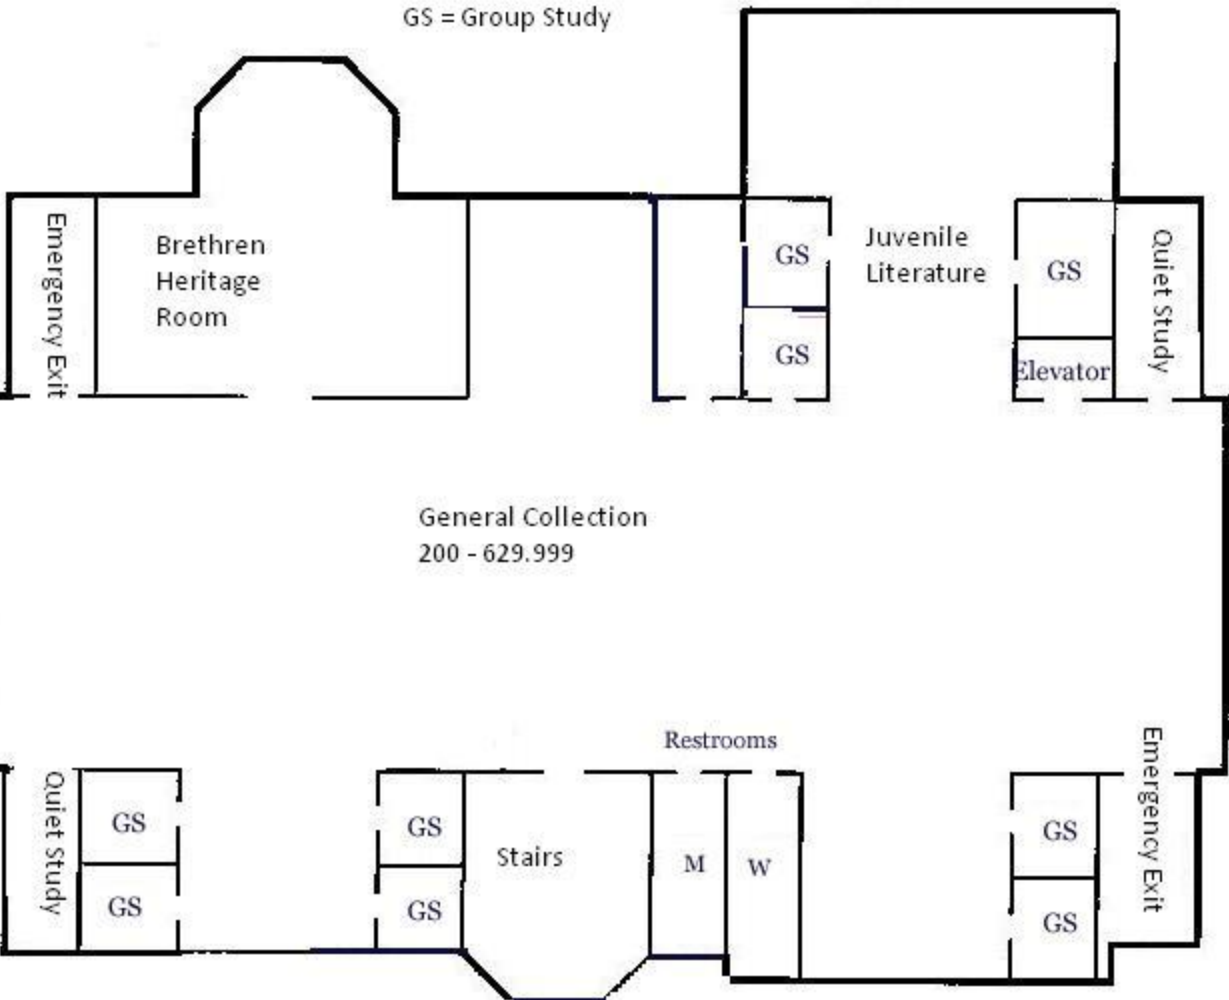 GS = Group Study
Emergency Exit
Brethren
Heritage
Room
GS
GS
Juvenile
Literature
GS
Elevator
Quiet Study
General Collection
200 - 629.999
Restrooms
Quiet Study
GS
GS
GS
GS
Stairs
M
W
GS
GS
Emergency Exit